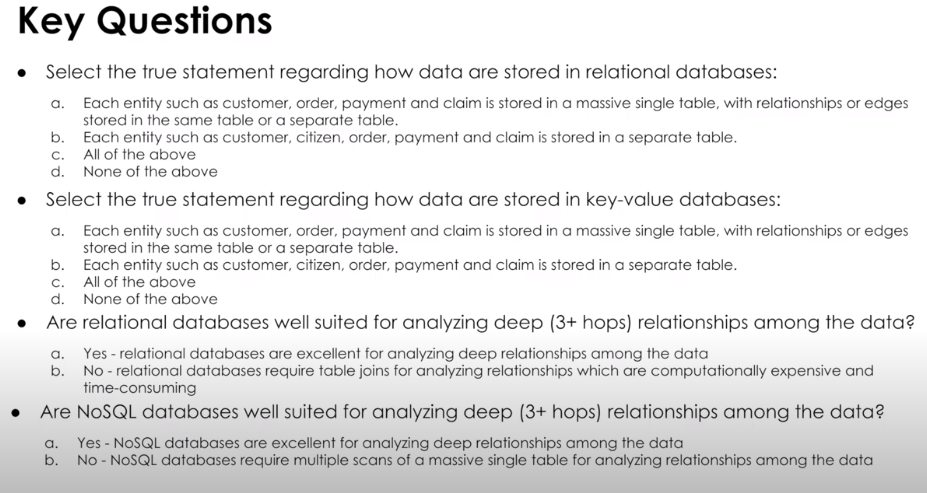 Key Questions
● Select the true statement regarding how data are stored in relational databases:
a. Each entity such as customer, order, payment and claim is stored in a massive single table, with relationships or edges
stored in the same table or a separate table.
b. Each entity such as customer, citizen, order, payment and claim is stored in a separate table.
c. All of the above
d. None of the above
● Select the true statement regarding how data are stored in key-value databases:
a. Each entity such as customer, order, payment and claim is stored in a massive single table, with relationships or edges
stored in the same table or a separate table.
b. Each entity such as customer, citizen, order, payment and claim is stored in a separate table.
c. All of the above
d. None of the above
● Are relational databases well suited for analyzing deep (3+ hops) relationships among the data?
a. Yes - relational databases are excellent for analyzing deep relationships among the data
b. No - relational databases require table joins for analyzing relationships which are computationally expensive and
time-consuming
● Are NoSQL databases well suited for analyzing deep (3+ hops) relationships among the data?
a. Yes - NoSQL databases are excellent for analyzing deep relationships among the data
b. No - NoSQL databases require multiple scans of a massive single table for analyzing relationships among the data